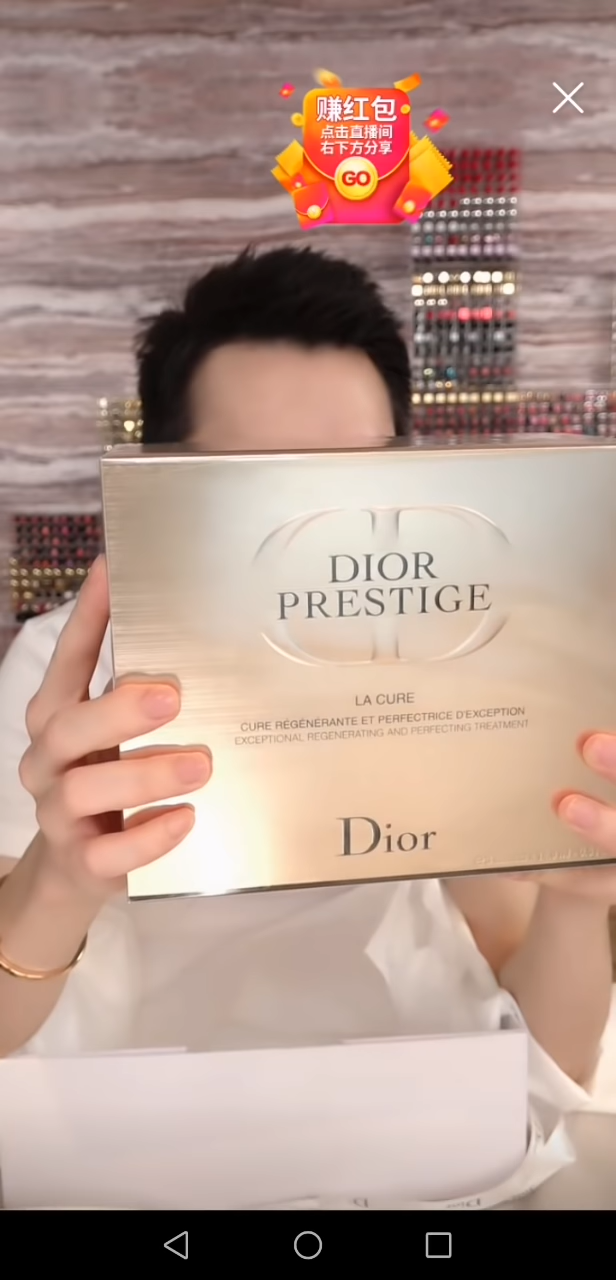 赚红包
点击直播间
右下方分享
GO
DIOR
PRESTIGE
LA CURE
CURE RÉGÉNÉRANTE ET PERFECTRICE D'EXCEPTION
EXCEPTIONAL REGENERATING AND PERFECTING TREATMENT
Dior